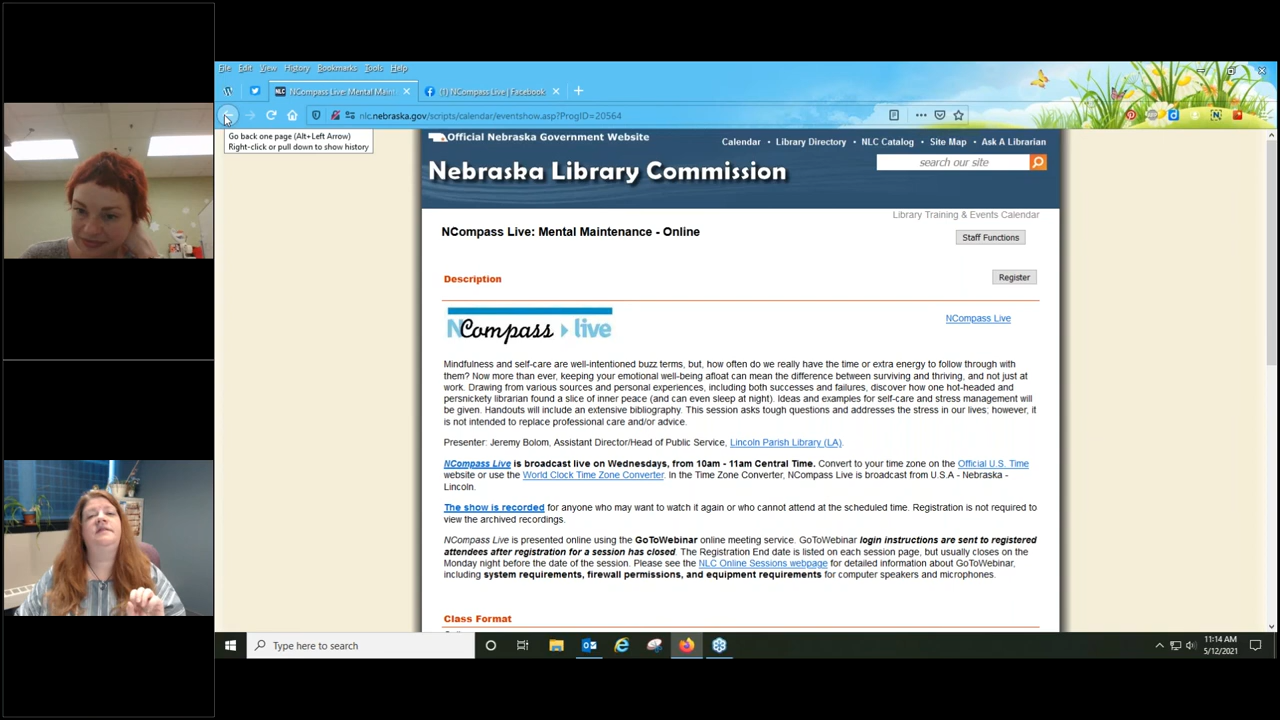 File Edit View History Bookmarks Tools Help
NLC NCompass Live: Mental Main
(1) NCompass Live | Facebook
nlc.nebraska.gov/scripts/calendar/eventshow.asp?ProgID=20564
Go back one page (Alt+Left Arrow)
Right-click or pull down to show history
Official Nebraska Government Website
Calendar • Library Directory • NLC Catalog • Site Map • Ask A Librarian
Nebraska Library Commission
search our site
Library Training & Events Calendar
NCompass Live: Mental Maintenance - Online
Staff Functions
Description
Register
NCompass live
NCompass Live
Mindfulness and self-care are well-intentioned buzz terms, but, how often do we really have the time or extra energy to follow through with
them? Now more than ever, keeping your emotional well-being afloat can mean the difference between surviving and thriving, and not just at
work. Drawing from various sources and personal experiences, including both successes and failures, discover how one hot-headed and
persnickety librarian found a slice of inner peace (and can even sleep at night). Ideas and examples for self-care and stress management will
be given. Handouts will include an extensive bibliography. This session asks tough questions and addresses the stress in our lives; however, it
is not intended to replace professional care and/or advice.
Presenter: Jeremy Bolom, Assistant Director/Head of Public Service, Lincoln Parish Library (LA).
NCompass Live is broadcast live on Wednesdays, from 10am - 11am Central Time. Convert to your time zone on the Official U.S. Time
website or use the World Clock Time Zone Converter. In the Time Zone Converter, NCompass Live is broadcast from U.S.A - Nebraska -
Lincoln.
The show is recorded for anyone who may want to watch it again or who cannot attend at the scheduled time. Registration is not required to
view the archived recordings.
NCompass Live is presented online using the GoToWebinar online meeting service. GoToWebinar login instructions are sent to registered
attendees after registration for a session has closed. The Registration End date is listed on each session page, but usually closes on the
Monday night before the date of the session. Please see the NLC Online Sessions webpage for detailed information about GoToWebinar,
including system requirements, firewall permissions, and equipment requirements for computer speakers and microphones.
Class Format
Type here to search
11:14 AM
5/12/2021